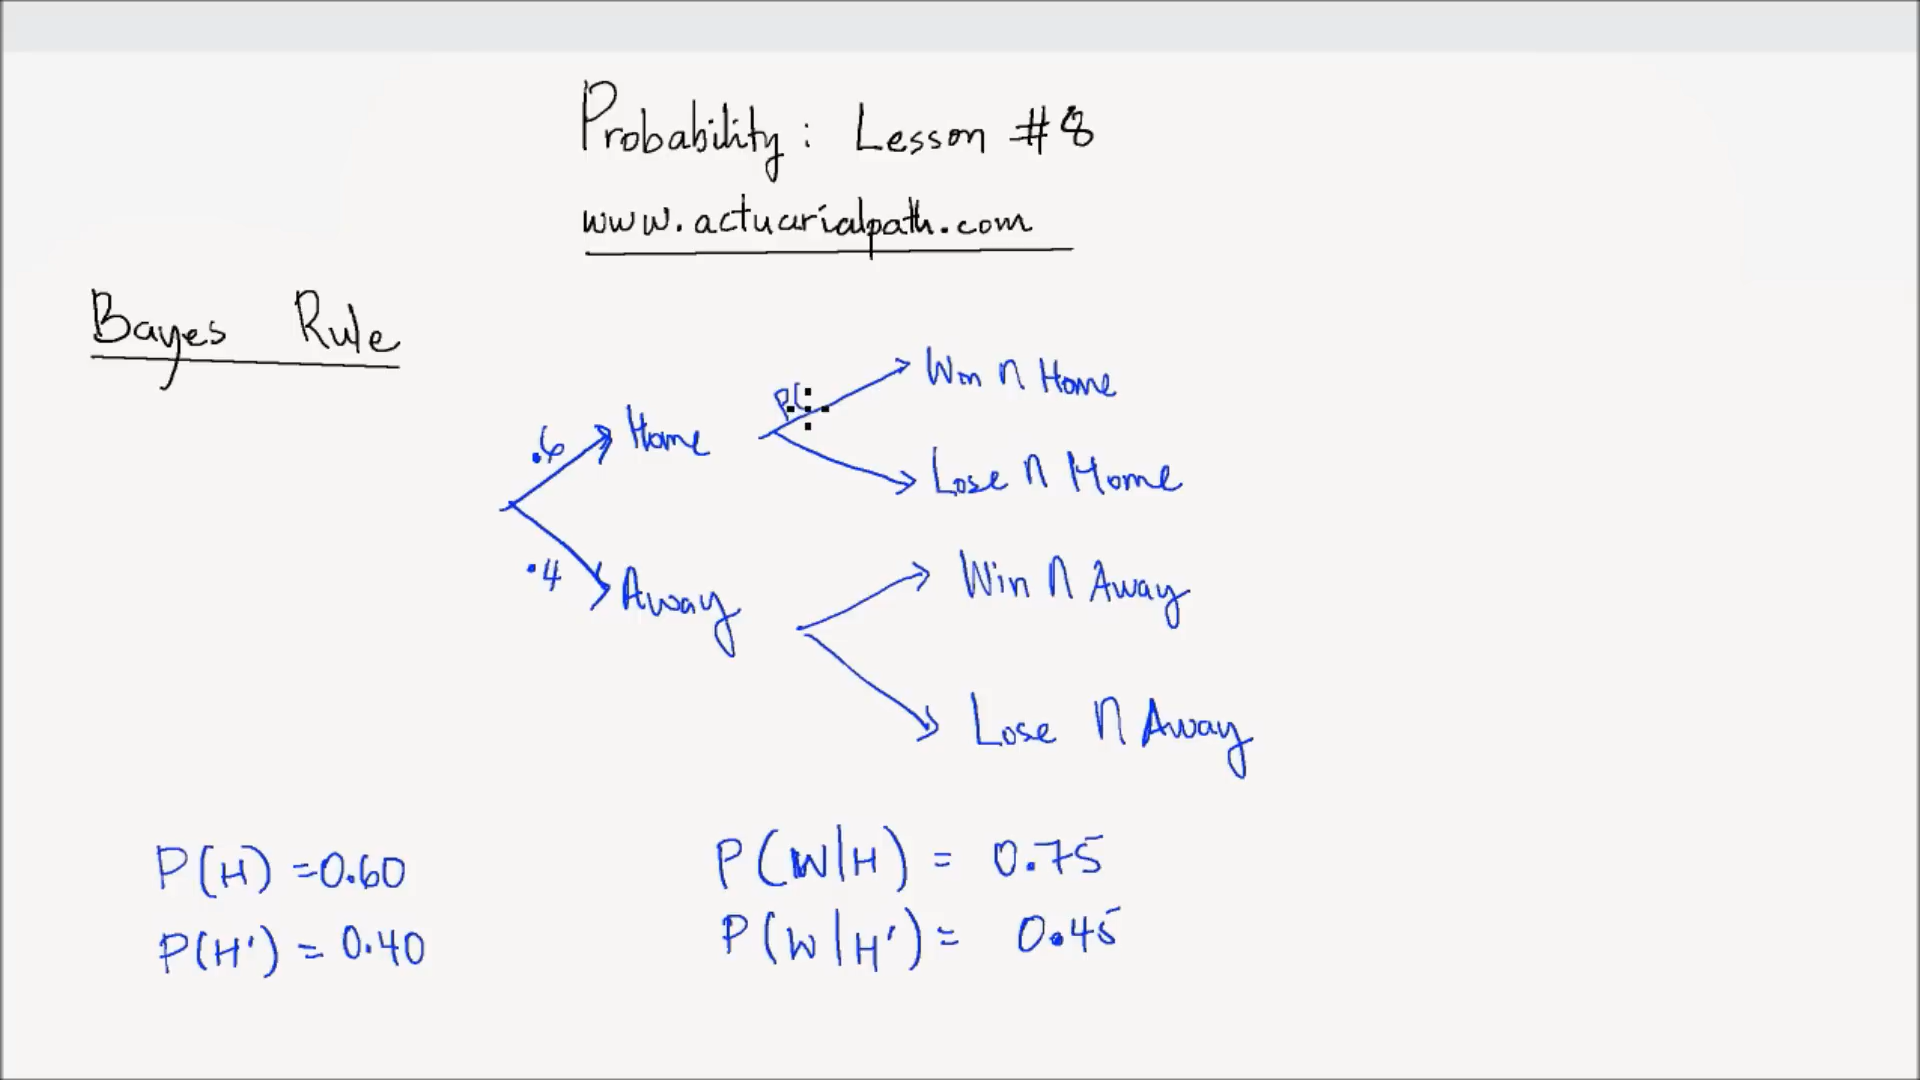 Probability: Lesson #8
www.actuarialpath.com
Bayes Rule
P(
Win ∩ Home
.6
Home
Lose ∩ Home
.4
Away
Win ∩ Away
Lose ∩ Away
P(H) = 0.60
P(W|H) = 0.75
P(H') = 0.40
P(W|H') = 0.45